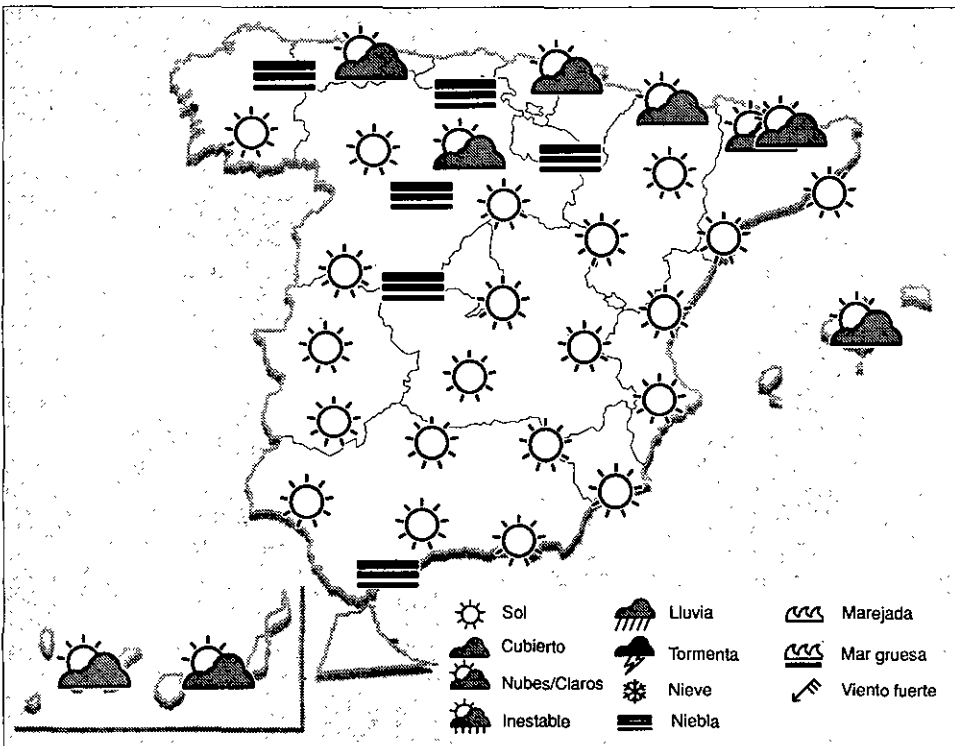 Sol
Cubierto
Nubes/Claros
Inestable
Lluvia
Tormenta
Nieve
Niebla
Marejada
Mar gruesa
Viento fuerte